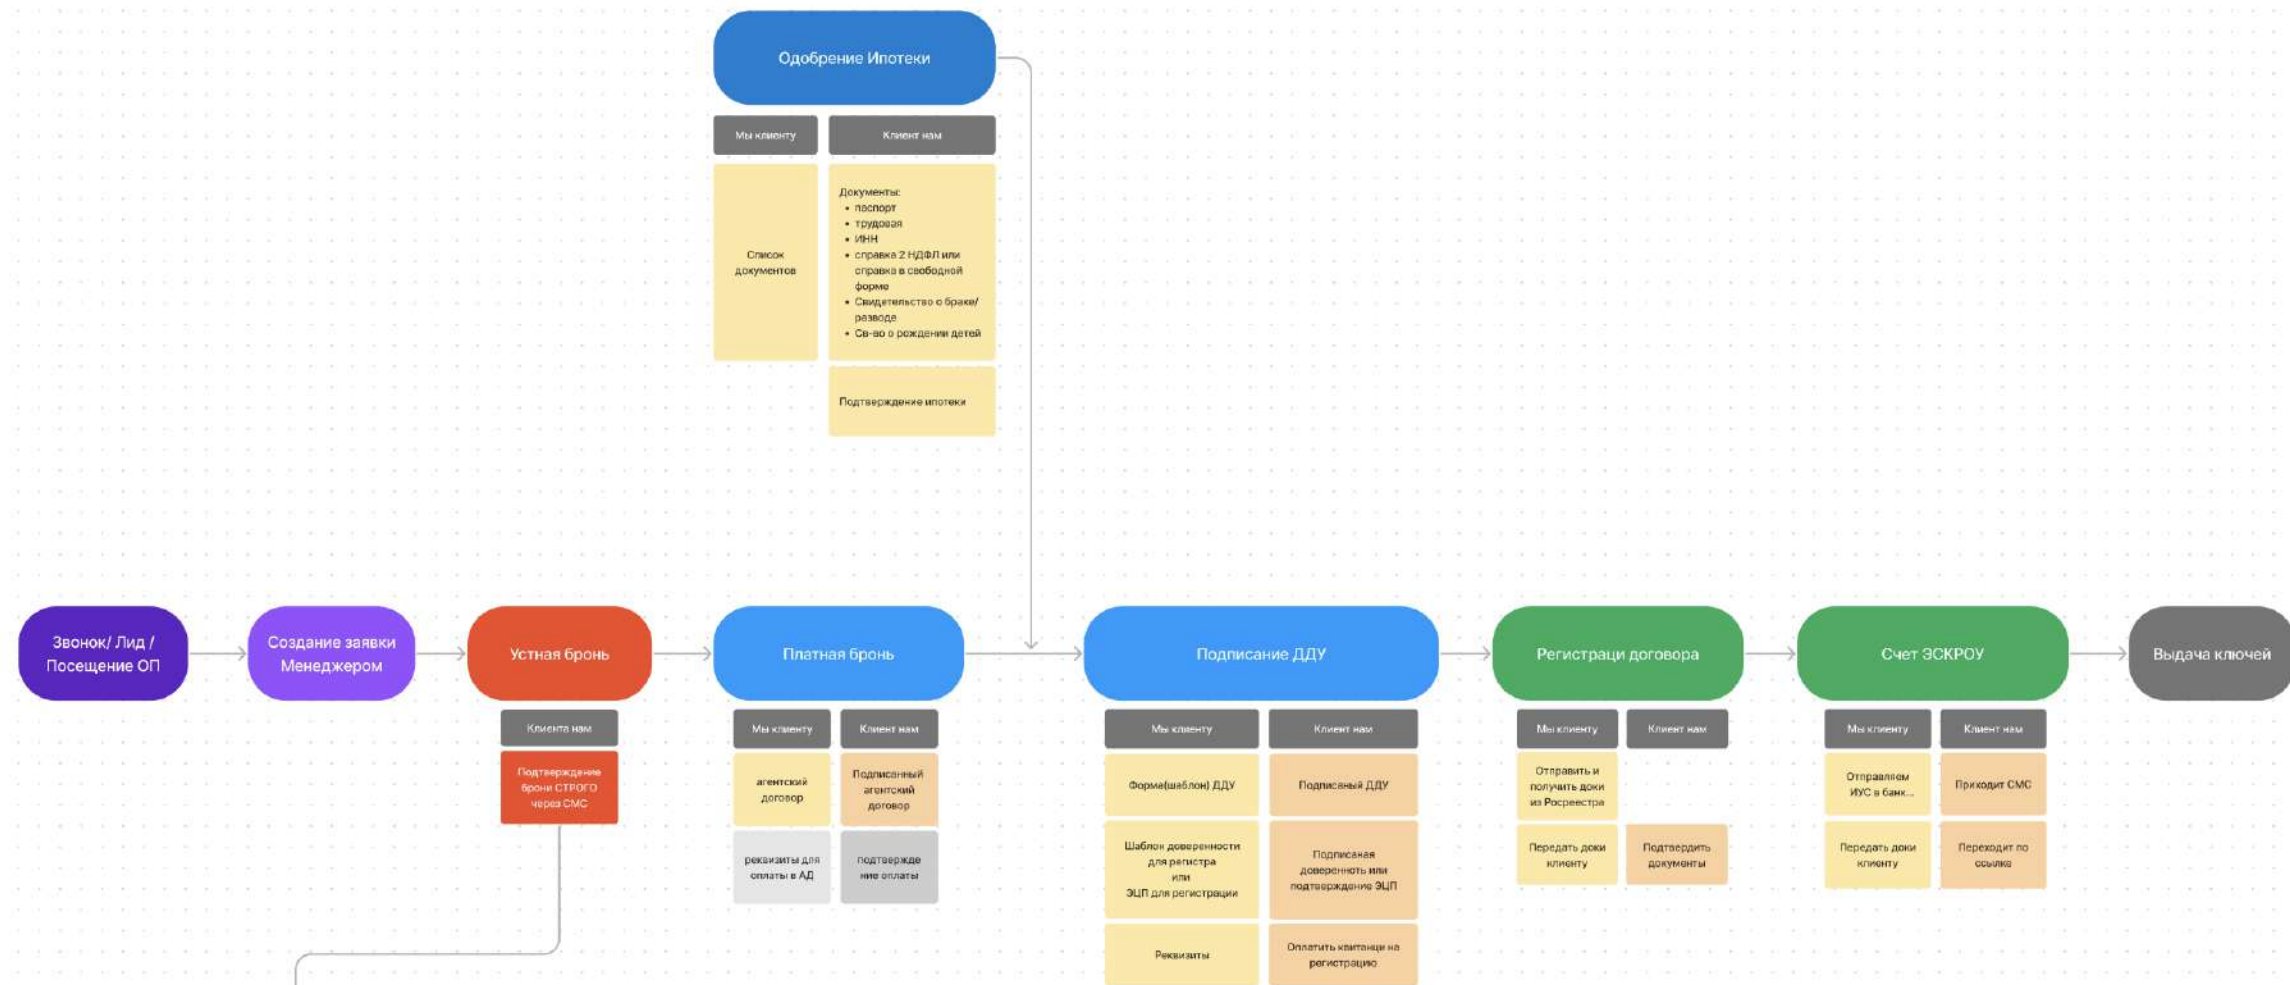 Одобрение Ипотеки
Мы клиенту
Клиент нам
Список
документов
Документы:
• паспорт
• трудовая
• ИНН
• справка 2 НДФЛ или
справка в свободной
форме
• Свидетельство о браке/
разводе
• Св-во о рождении детей
Подтверждение ипотеки
Звонок/ Лид /
Посещение ОП
Создание заявки
Менеджером
Устная бронь
Платная бронь
Подписание ДДУ
Регистраци договора
Счет ЭСКРОУ
Выдача ключей
Клиента нам
Подтверждение
брони СТРОГО
через СМС
Мы клиенту
Клиент нам
агентский
договор
Подписанный
агентский
договор
реквизиты для
оплаты в АД
подтвержде
ние оплаты
Мы клиенту
Клиент нам
Форме(шаблон) ДДУ
Подписаный ДДУ
Шаблон доверенности
для регистра
или
ЭЦП для регистрации
Подписаная
довереноть или
подтверждение ЭЦП
Реквизиты
Оплатить квитанци на
регистрацию
Мы клиенту
Клиент нам
Отправить и
получить доки
из Росреестра
Передать доки
клиенту
Подтвердить
документы
Мы клиенту
Клиент нам
Отправляем
ИУС в банк...
Приходит СМС
Передать доки
клиенту
Переходит по
ссылке